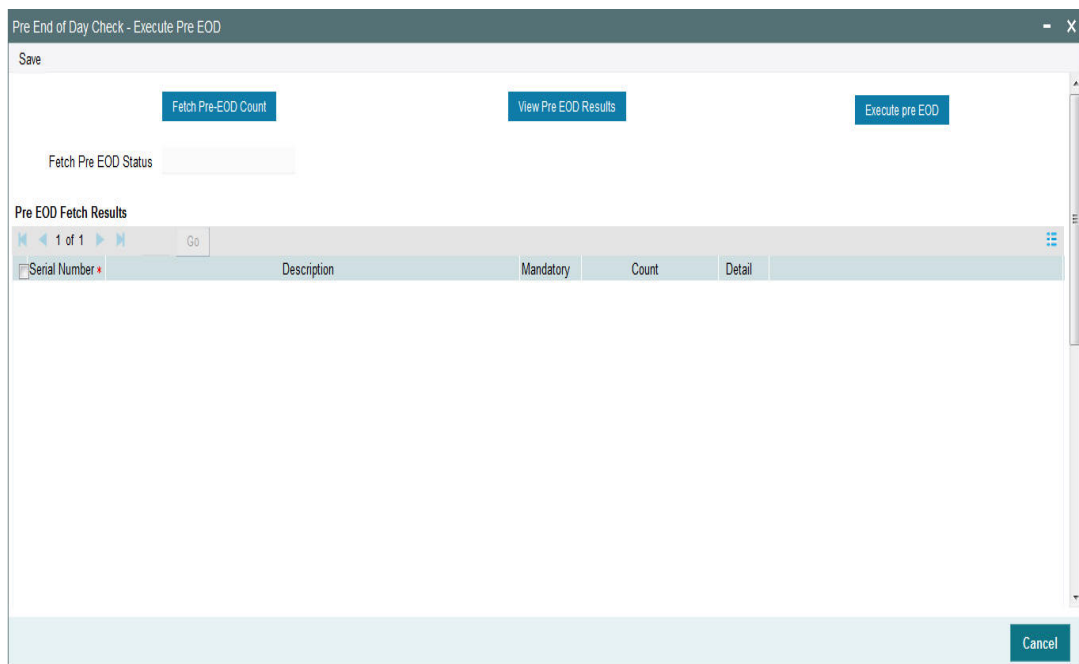 Pre End of Day Check - Execute Pre EOD
Save
Fetch Pre-EOD Count View Pre EOD Results Execute pre EOD
Fetch Pre EOD Status
Pre EOD Fetch Results
1 of 1 Go
Serial Number * Description Mandatory Count Detail
Cancel